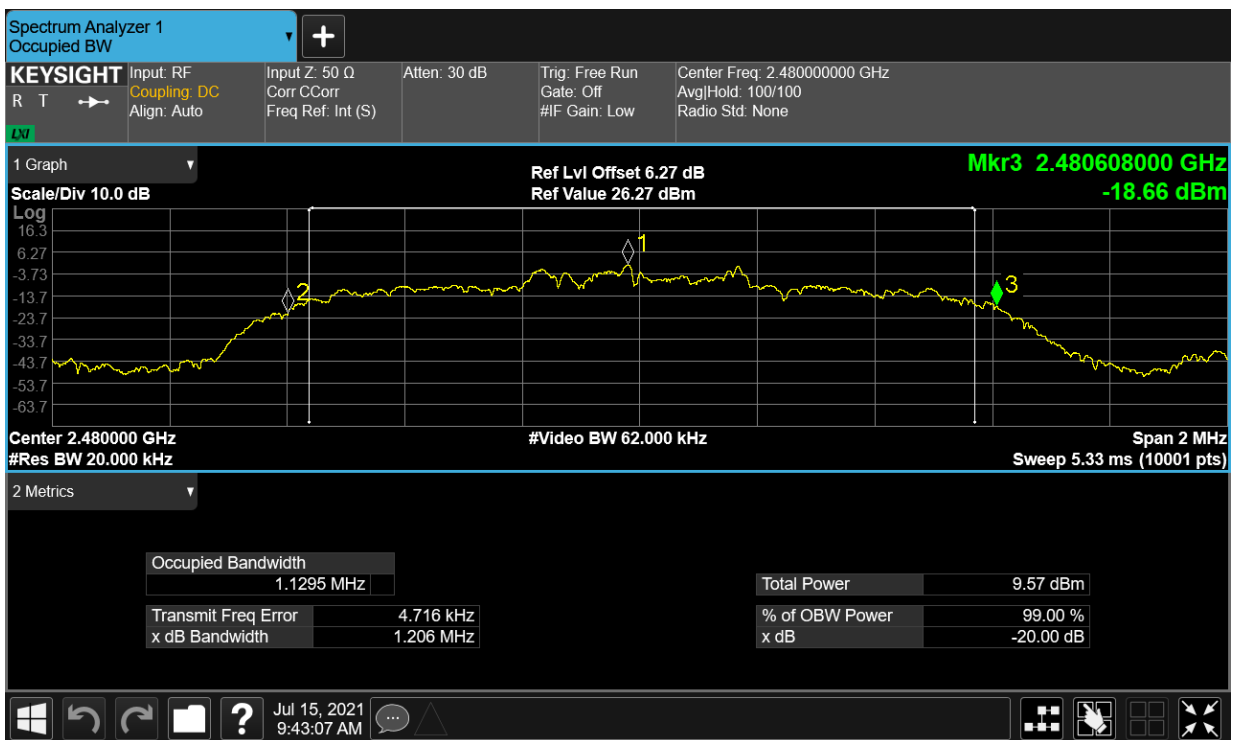 Spectrum Analyzer 1
Occupied BW
KEYSIGHT
R T
LXI
Input: RF
Coupling: DC
Align: Auto
Input Z: 50 Ω
Corr CCorr
Freq Ref: Int (S)
Atten: 30 dB
Trig: Free Run
Gate: Off
#IF Gain: Low
Center Freq: 2.480000000 GHz
Avg|Hold: 100/100
Radio Std: None
1 Graph
Scale/Div 10.0 dB
Ref Lvl Offset 6.27 dB
Ref Value 26.27 dBm
Mkr3 2.480608000 GHz
-18.66 dBm
Log
16.3
6.27
-3.73
-13.7
-23.7
-33.7
-43.7
-53.7
-63.7
1
2
3
Center 2.480000 GHz
#Video BW 62.000 kHz
Span 2 MHz
#Res BW 20.000 kHz
Sweep 5.33 ms (10001 pts)
2 Metrics
Occupied Bandwidth
1.1295 MHz
Total Power 9.57 dBm
Transmit Freq Error 4.716 kHz
% of OBW Power 99.00 %
x dB Bandwidth 1.206 MHz
x dB -20.00 dB
?
Jul 15, 2021
9:43:07 AM